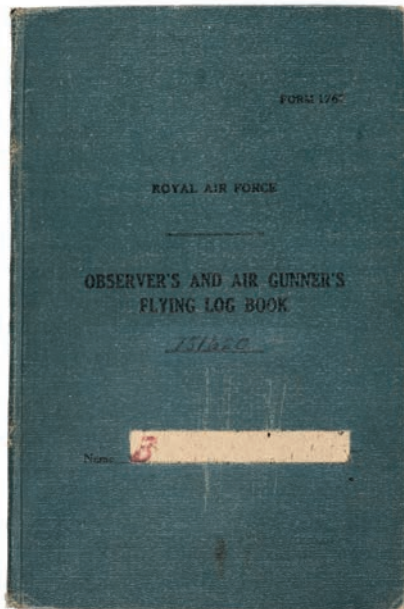 FORM 1767
ROYAL AIR FORCE
OBSERVER'S AND AIR GUNNER'S
FLYING LOG BOOK
Name